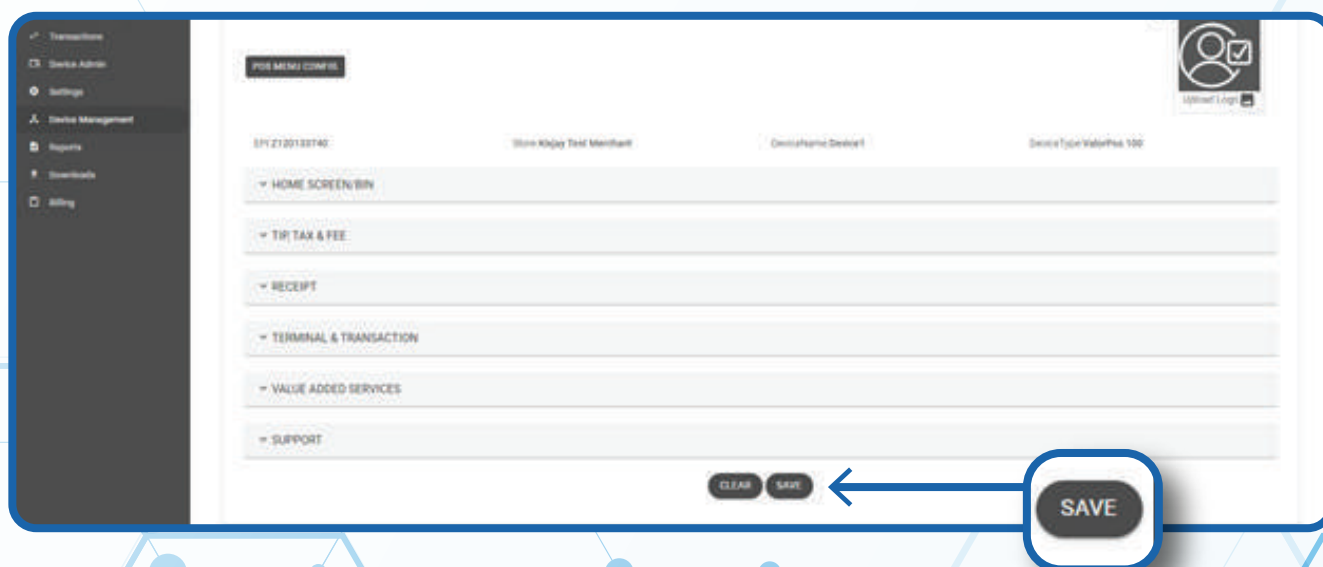 Transactions
Device Admin
Settings
Device Management
Reports
Downloads
Billing
POS MENU CONFIG
Upload Logo
EPI:2120133740 Store: Test Merchant DeviceName:Device1 DeviceType:ValorPos 100
HOME SCREEN/BIN
TIP, TAX & FEE
RECEIPT
TERMINAL & TRANSACTION
VALUE ADDED SERVICES
SUPPORT
CLEAR SAVE
SAVE